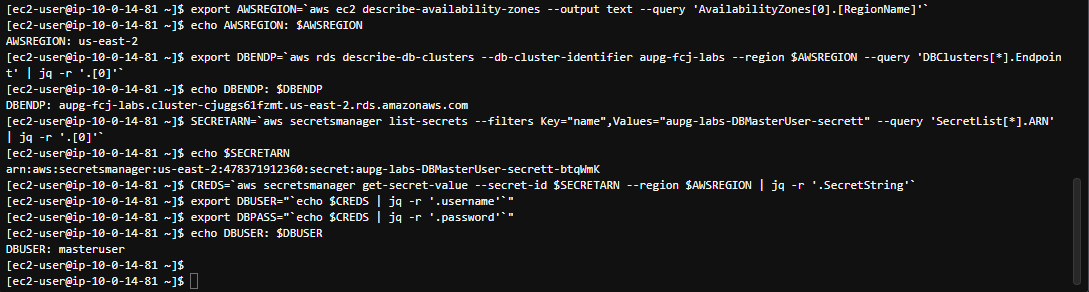 [ec2-user@ip-10-0-14-81 ~]$ export AWSREGION=`aws ec2 describe-availability-zones --output text --query 'AvailabilityZones[0].[RegionName]'`
[ec2-user@ip-10-0-14-81 ~]$ echo AWSREGION: $AWSREGION
AWSREGION: us-east-2
[ec2-user@ip-10-0-14-81 ~]$ export DBENDP=`aws rds describe-db-clusters --db-cluster-identifier aupg-fcj-labs --region $AWSREGION --query 'DBClusters[*].Endpoin
t' | jq -r '.[0]'`
[ec2-user@ip-10-0-14-81 ~]$ echo DBENDP: $DBENDP
DBENDP: aupg-fcj-labs.cluster-cjuggs61fzmt.us-east-2.rds.amazonaws.com
[ec2-user@ip-10-0-14-81 ~]$ SECRETARN=`aws secretsmanager list-secrets --filters Key="name",Values="aupg-labs-DBMasterUser-secrett" --query 'SecretList[*].ARN'
| jq -r '.[0]'`
[ec2-user@ip-10-0-14-81 ~]$ echo $SECRETARN
arn:aws:secretsmanager:us-east-2:478371912360:secret:aupg-labs-DBMasterUser-secrett-btqWmK
[ec2-user@ip-10-0-14-81 ~]$ CREDS=`aws secretsmanager get-secret-value --secret-id $SECRETARN --region $AWSREGION | jq -r '.SecretString'`
[ec2-user@ip-10-0-14-81 ~]$ export DBUSER="`echo $CREDS | jq -r '.username'`"
[ec2-user@ip-10-0-14-81 ~]$ export DBPASS="`echo $CREDS | jq -r '.password'`"
[ec2-user@ip-10-0-14-81 ~]$ echo DBUSER: $DBUSER
DBUSER: masteruser
[ec2-user@ip-10-0-14-81 ~]$
[ec2-user@ip-10-0-14-81 ~]$